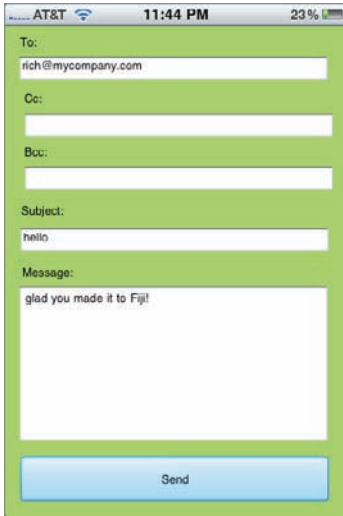 AT&T 11:44 PM 23%
To:
rich@mycompany.com
Cc:
Bcc:
Subject:
hello
Message:
glad you made it to Fiji!
Send